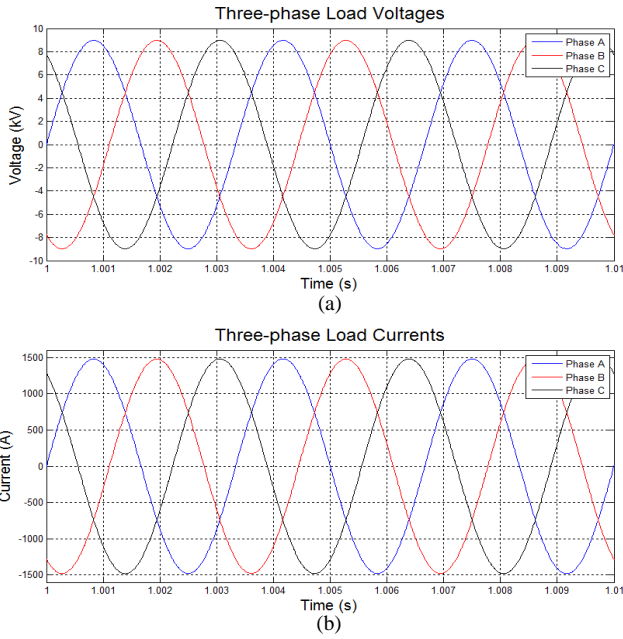 Three-phase Load Voltages
10
8
6
4
2
0
-2
-4
-6
-8
-10
Voltage (kV)
Phase A
Phase B
Phase C
1 1.001 1.002 1.003 1.004 1.005 1.006 1.007 1.008 1.009 1.01
Time (s)
(a)
Three-phase Load Currents
1500
1000
500
0
-500
-1000
-1500
Current (A)
Phase A
Phase B
Phase C
1 1.001 1.002 1.003 1.004 1.005 1.006 1.007 1.008 1.009 1.01
Time (s)
(b)